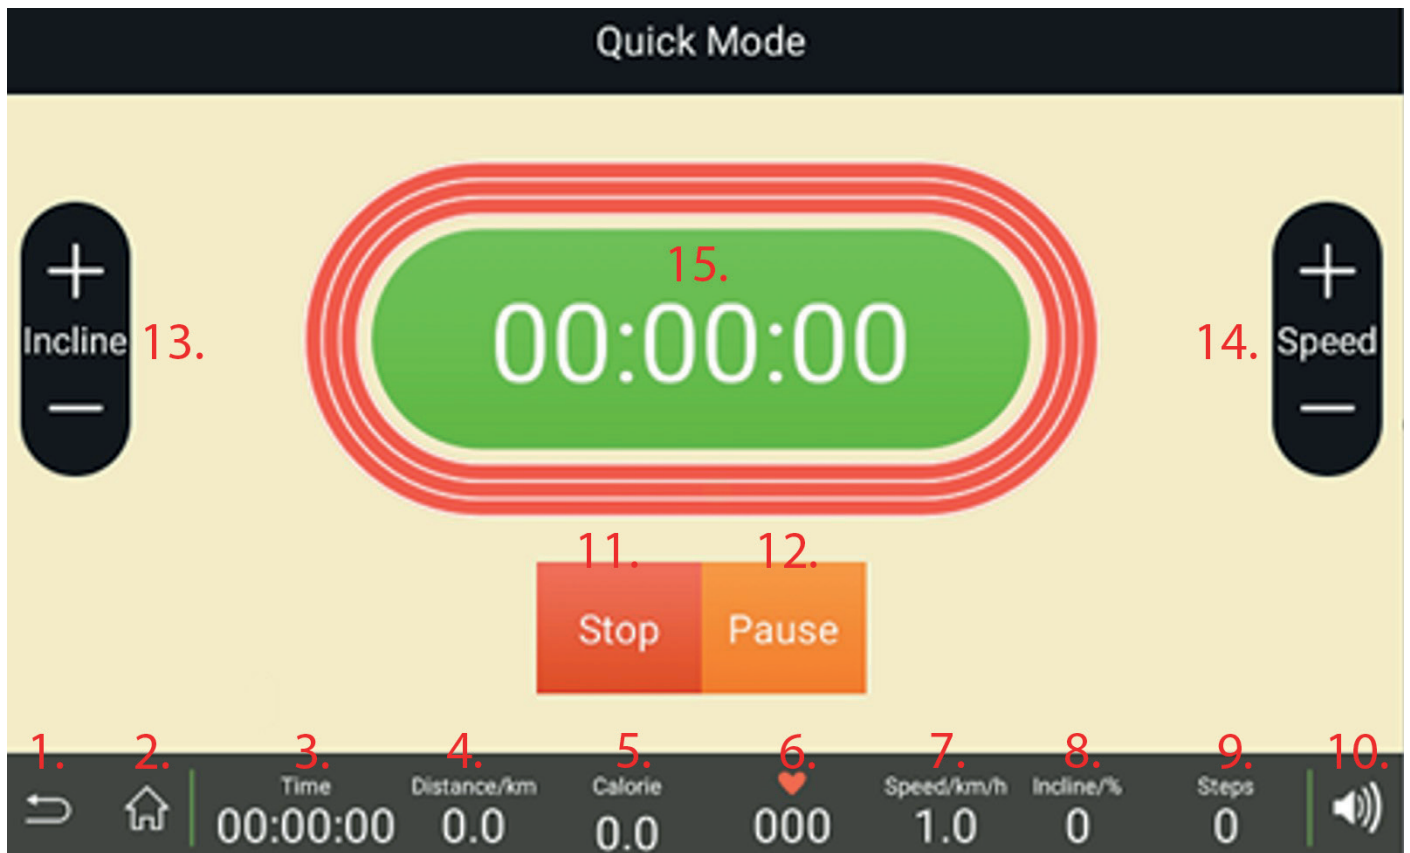 Quick Mode
15.
00:00:00
Incline 13.
14. Speed
11. 12.
Stop Pause
1. 2. 3. 4. 5. 6. 7. 8. 9. 10.
Time Distance/km Calorie Speed/km/h Incline/% Steps
00:00:00 0.0 0.0 000 1.0 0 0